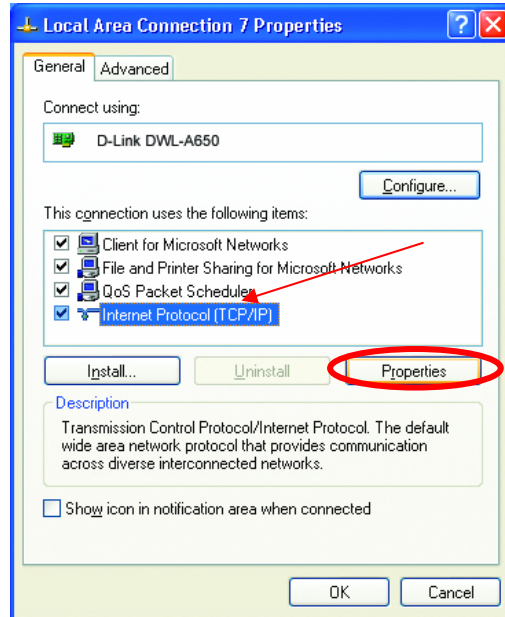 Local Area Connection 7 Properties
General Advanced
Connect using:
D-Link DWL-A650
Configure...
This connection uses the following items:
Client for Microsoft Networks
File and Printer Sharing for Microsoft Networks
QoS Packet Scheduler
Internet Protocol (TCP/IP)
Install... Uninstall Properties
Description
Transmission Control Protocol/Internet Protocol. The default
wide area network protocol that provides communication
across diverse interconnected networks.
Show icon in notification area when connected
OK Cancel